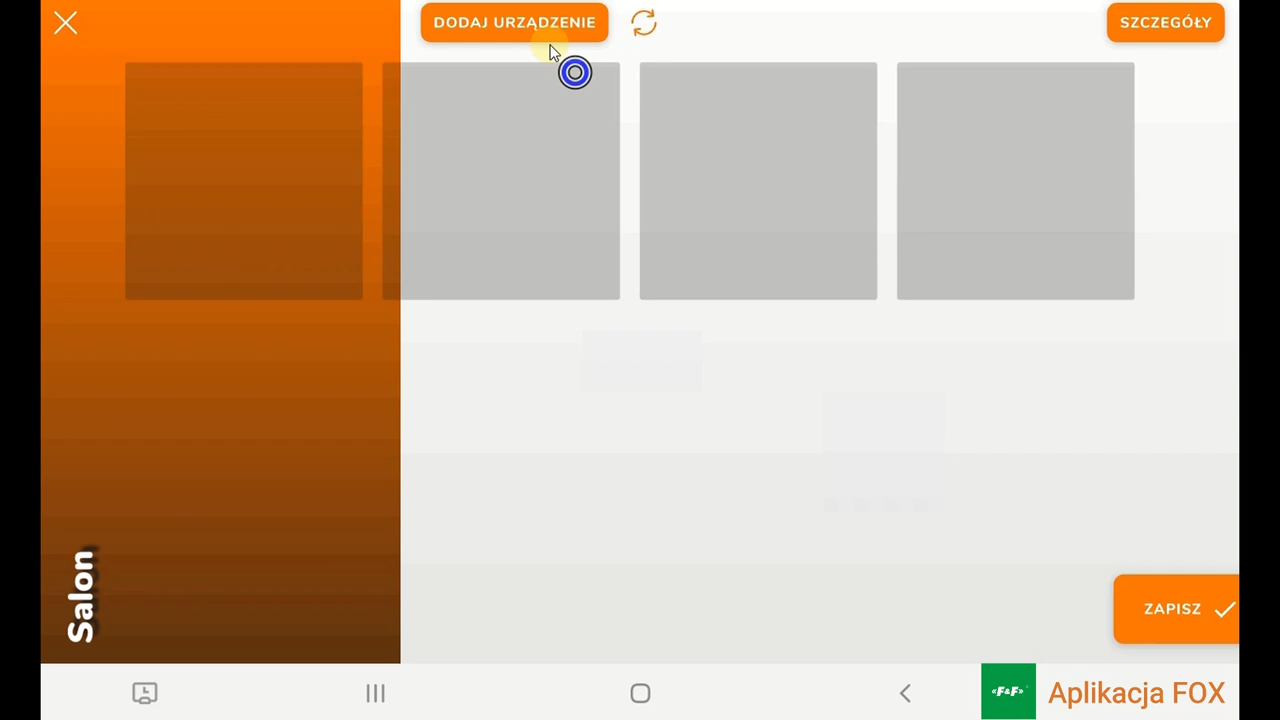 DODAJ URZĄDZENIE
SZCZEGÓŁY
Salon
ZAPISZ
«F&F»
Aplikacja FOX